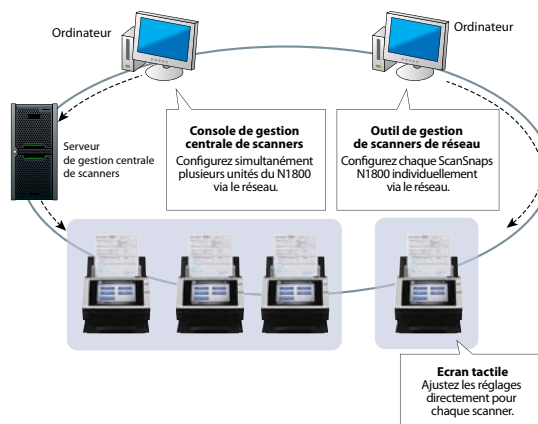 Ordinateur
Ordinateur
Serveur
de gestion centrale
de scanners
Console de gestion
centrale de scanners
Configurez simultanément
plusieurs unités du N1800
via le réseau.
Outil de gestion
de scanners de réseau
Configurez chaque ScanSnaps
N1800 individuellement
via le réseau.
Ecran tactile
Ajustez les réglages
directement pour
chaque scanner.